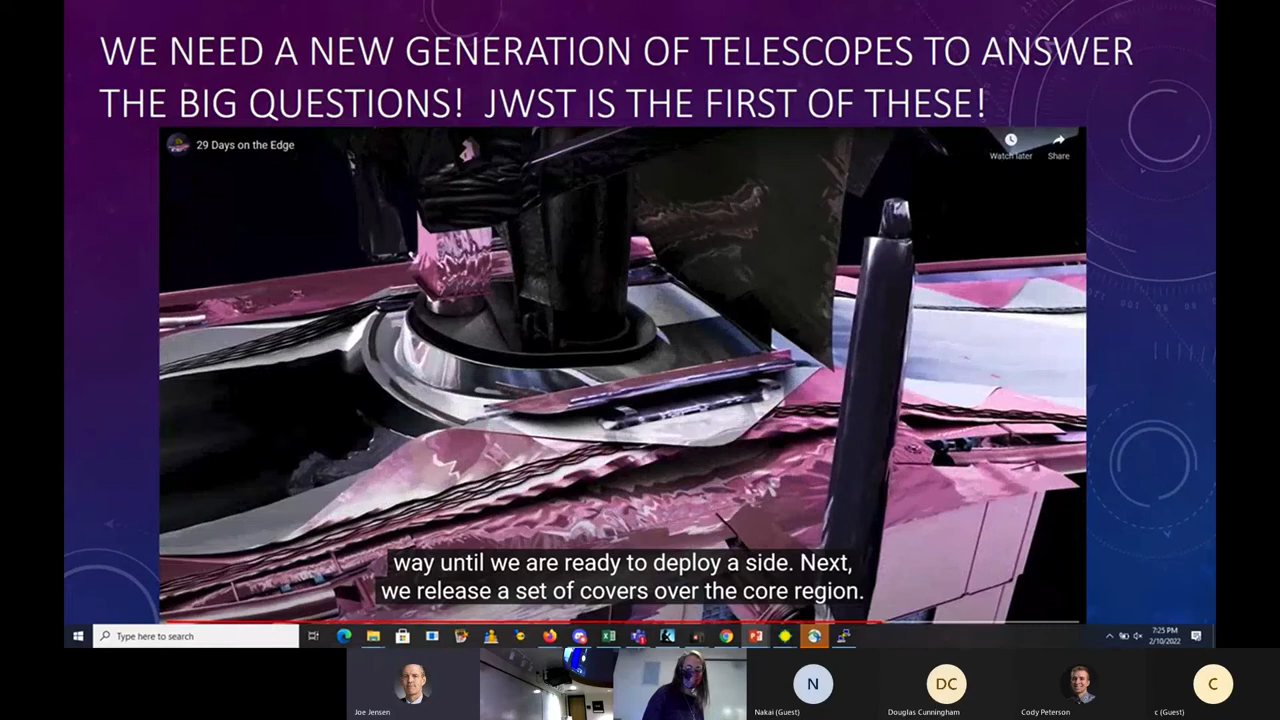 WE NEED A NEW GENERATION OF TELESCOPES TO ANSWER
THE BIG QUESTIONS! JWST IS THE FIRST OF THESE!
29 Days on the Edge
Watch later
Share
way until we are ready to deploy a side. Next,
we release a set of covers over the core region.
Type here to search
7:25 PM
2/10/2022
Joe Jensen
N
Nakai (Guest)
DC
Douglas Cunningham
Cody Peterson
C
c (Guest)